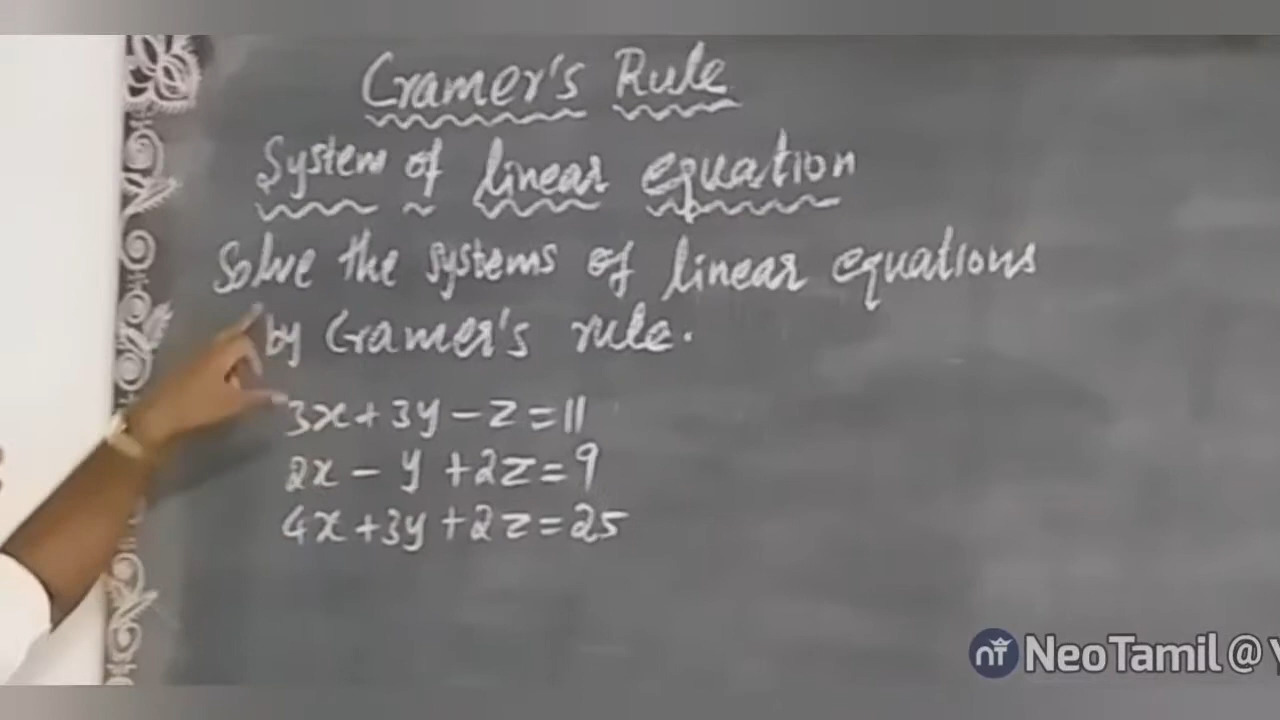 Cramer's Rule
System of linear equation
Solve the systems of linear equations
by Cramer's rule.
3x+3y-z=11
2x-y+2z=9
4x+3y+2z=25
nT NeoTamil @ Y